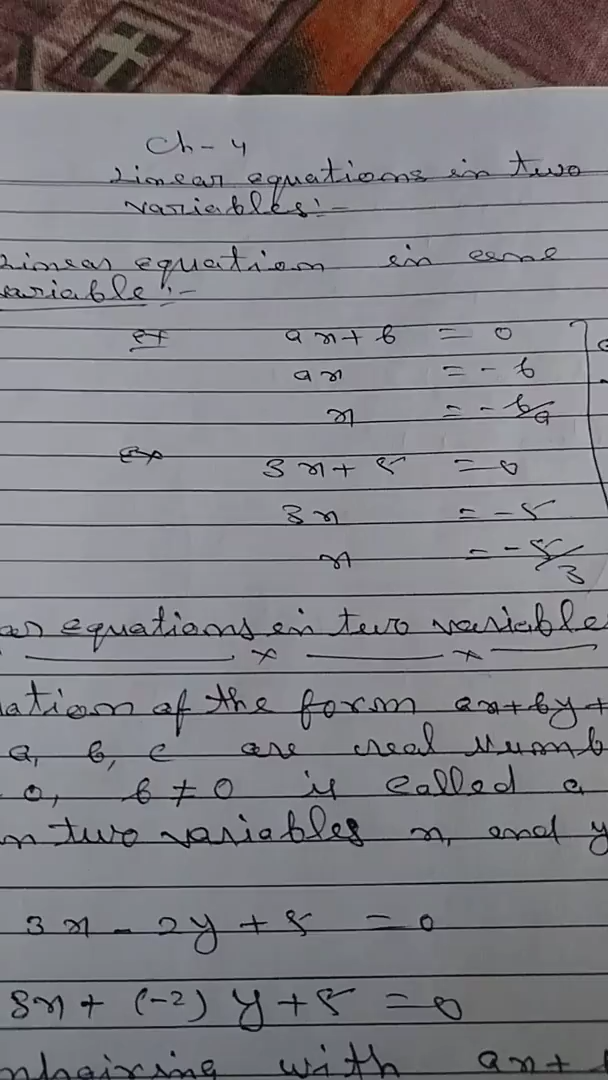 Ch-4
Linear equations in two
variables:-
Linear equation in one
variable:-
ex ax+b = 0
ax = -b
x = -b/a
ex 3x+5 = 0
3x = -5
x = -5/3
ar equations in two variable
ation of the form ax+by+
a, b, c are real Numb
0, b ≠ 0 is called a
n two variables x, and y
3x - 2y + 5 = 0
3x + (-2) y + 5 = 0
with ax +